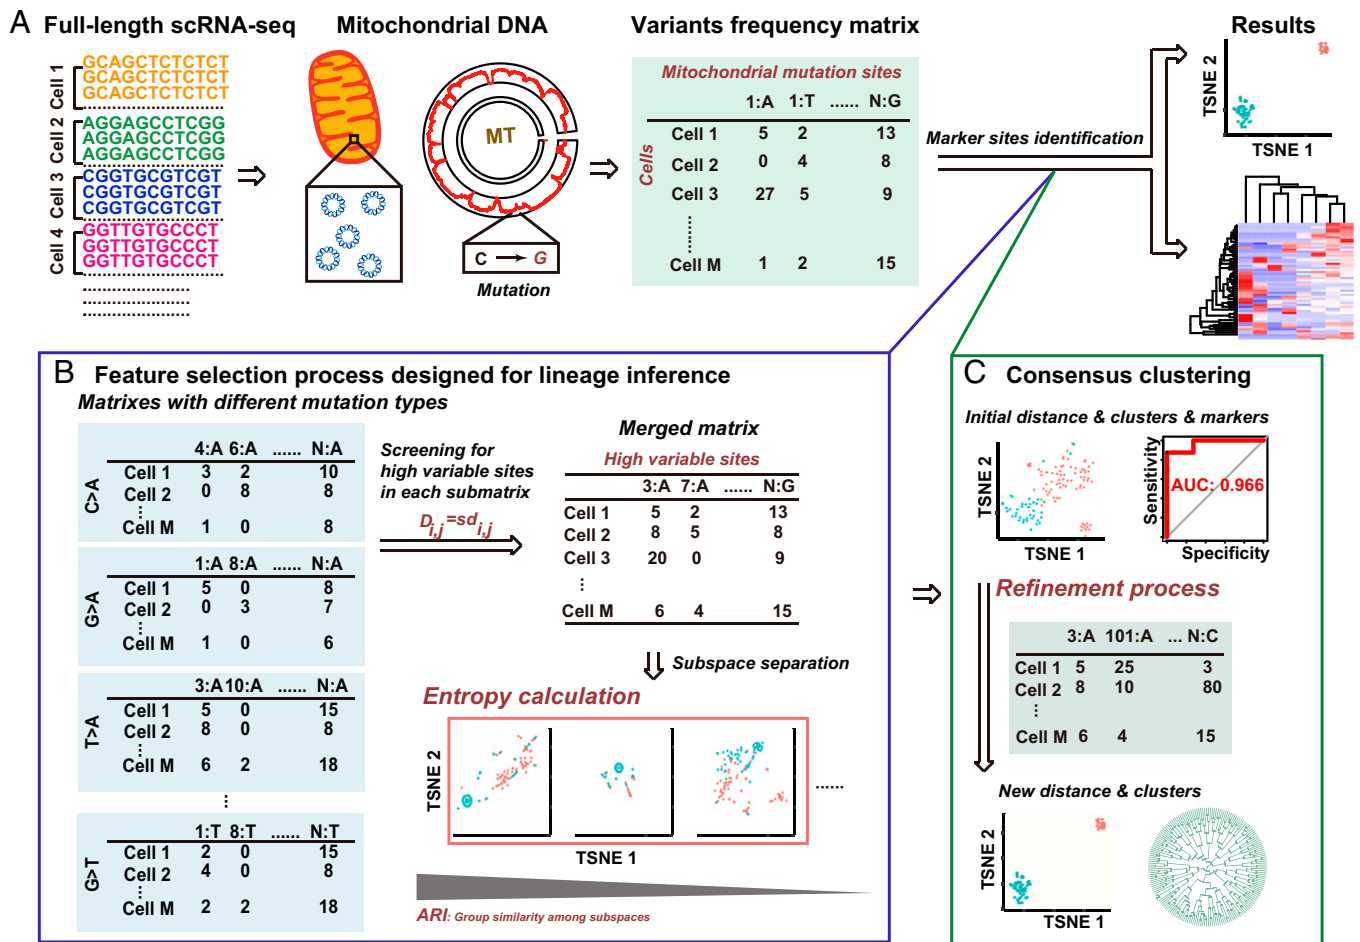 A Full-length scRNA-seq
Mitochondrial DNA
Variants frequency matrix
Results
Cell 1
GCAGCTCTCTCT
GCAGCTCTCTCT
GCAGCTCTCTCT
Cell 2
AGGAGCCTCGG
AGGAGCCTCGG
AGGAGCCTCGG
Cell 3
CGGTGCGTCGT
CGGTGCGTCGT
CGGTGCGTCGT
Cell 4
GGTTGTGCCCT
GGTTGTGCCCT
GGTTGTGCCCT
MT
C G
Mutation
Mitochondrial mutation sites
Cells
1:A 1:T ...... N:G
Cell 1 5 2 13
Cell 2 0 4 8
Cell 3 27 5 9
Cell M 1 2 15
Marker sites identification
TSNE 2
TSNE 1
B Feature selection process designed for lineage inference
Matrixes with different mutation types
C>A
4:A 6:A ...... N:A
Cell 1 3 2 10
Cell 2 0 8 8
Cell M 1 0 8
G>A
1:A 8:A ...... N:A
Cell 1 5 0 8
Cell 2 0 3 7
Cell M 1 0 6
T>A
3:A 10:A ...... N:A
Cell 1 5 0 15
Cell 2 8 0 8
Cell M 6 2 18
G>T
1:T 8:T ...... N:T
Cell 1 2 0 15
Cell 2 4 0 8
Cell M 2 2 18
Screening for
high variable sites
in each submatrix
D i,j =sd i,j
Merged matrix
High variable sites
3:A 7:A ...... N:G
Cell 1 5 2 13
Cell 2 8 5 8
Cell 3 20 0 9
Cell M 6 4 15
Subspace separation
Entropy calculation
TSNE 2
......
TSNE 1
ARI: Group similarity among subspaces
C Consensus clustering
Initial distance & clusters & markers
TSNE 2
TSNE 1
Sensitivity
AUC: 0.966
Specificity
Refinement process
3:A 101:A ... N:C
Cell 1 5 25 3
Cell 2 8 10 80
Cell M 6 4 15
New distance & clusters
TSNE 2
TSNE 1